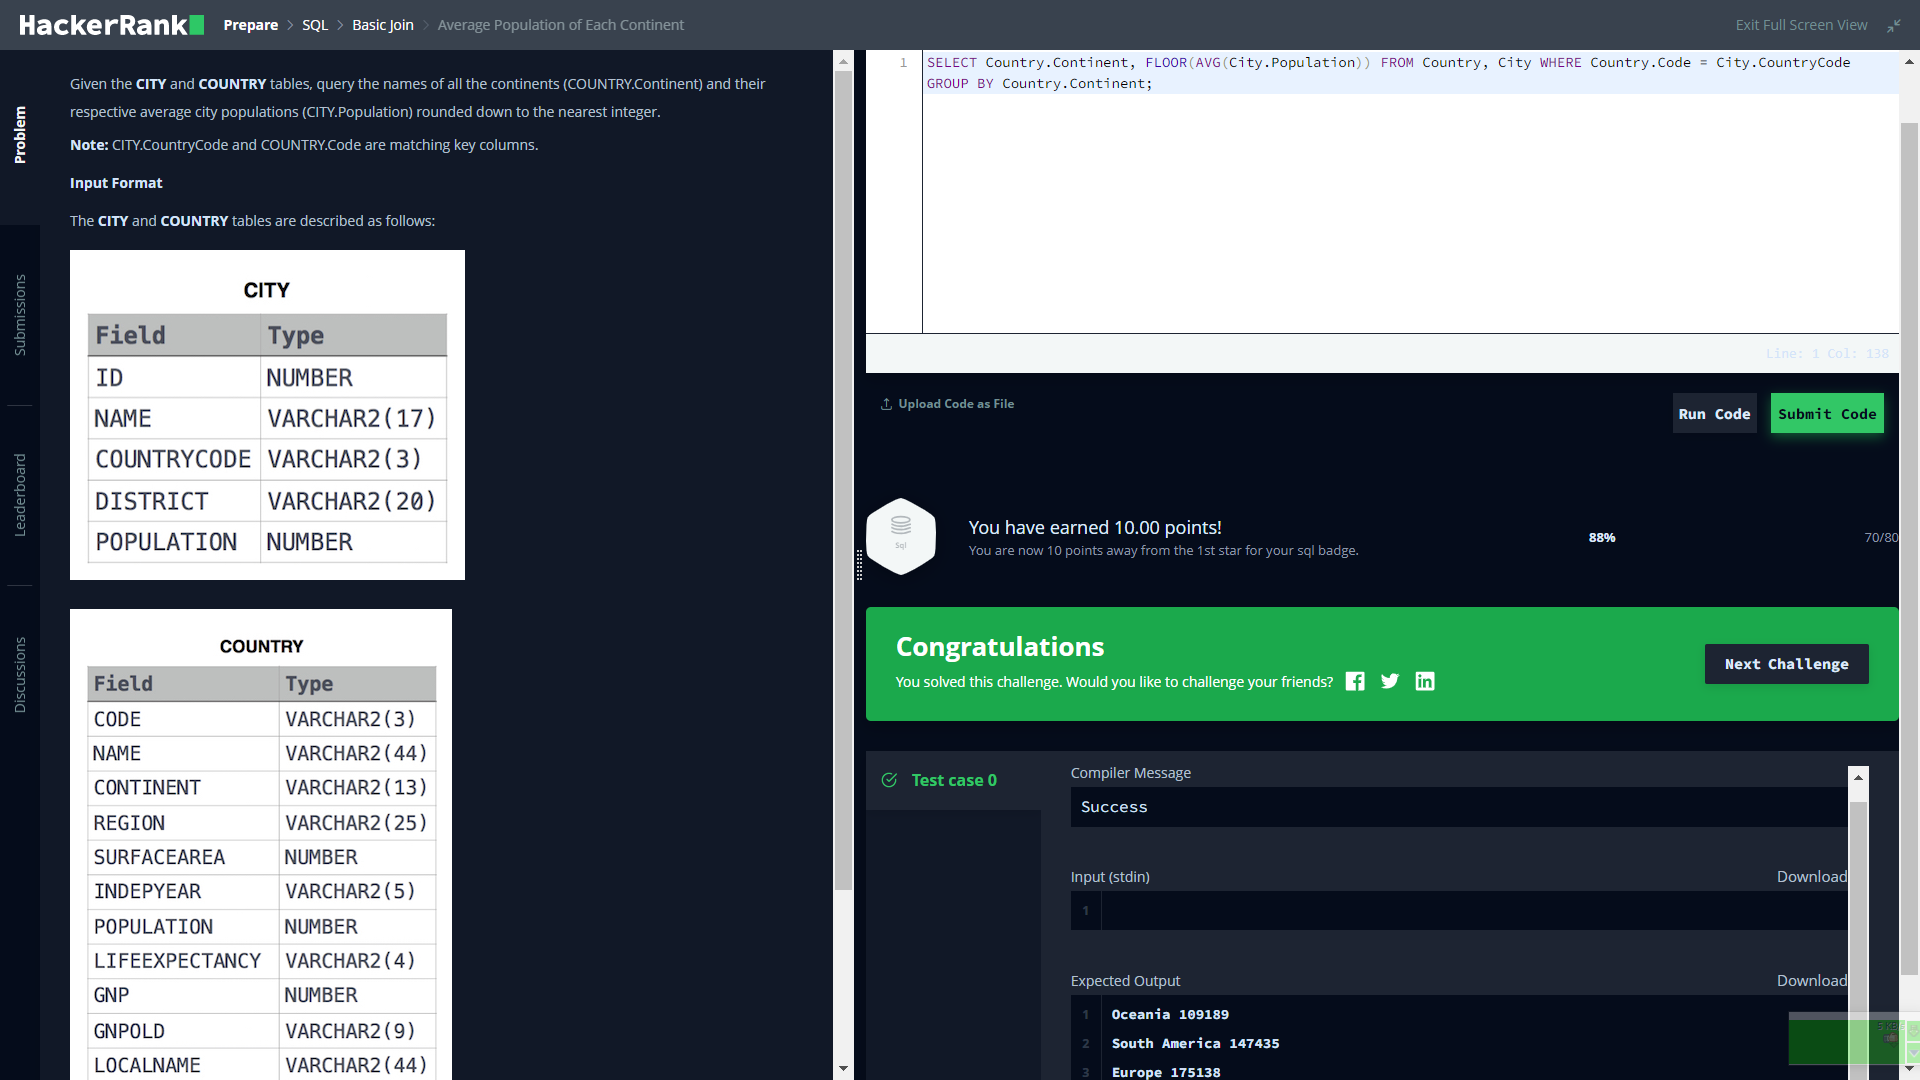 HackerRank
Prepare > SQL > Basic Join > Average Population of Each Continent
Exit Full Screen View
Problem
Submissions
Leaderboard
Discussions
Given the CITY and COUNTRY tables, query the names of all the continents (COUNTRY.Continent) and their
respective average city populations (CITY.Population) rounded down to the nearest integer.
Note: CITY.CountryCode and COUNTRY.Code are matching key columns.
Input Format
The CITY and COUNTRY tables are described as follows:
CITY
Field Type
ID NUMBER
NAME VARCHAR2(17)
COUNTRYCODE VARCHAR2(3)
DISTRICT VARCHAR2(20)
POPULATION NUMBER
COUNTRY
Field Type
CODE VARCHAR2(3)
NAME VARCHAR2(44)
CONTINENT VARCHAR2(13)
REGION VARCHAR2(25)
SURFACEAREA NUMBER
INDEPYEAR VARCHAR2(5)
POPULATION NUMBER
LIFEEXPECTANCY VARCHAR2(4)
GNP NUMBER
GNPOLD VARCHAR2(9)
LOCALNAME VARCHAR2(44)
1 SELECT Country.Continent, FLOOR(AVG(City.Population)) FROM Country, City WHERE Country.Code = City.CountryCode
GROUP BY Country.Continent;
Line: 1 Col: 138
Upload Code as File
Run Code
Submit Code
Sql
You have earned 10.00 points!
You are now 10 points away from the 1st star for your sql badge.
88%
70/80
Congratulations
You solved this challenge. Would you like to challenge your friends?
Next Challenge
Test case 0
Compiler Message
Success
Input (stdin)
Download
1
Expected Output
Download
1 Oceania 109189
2 South America 147435
3 Europe 175138